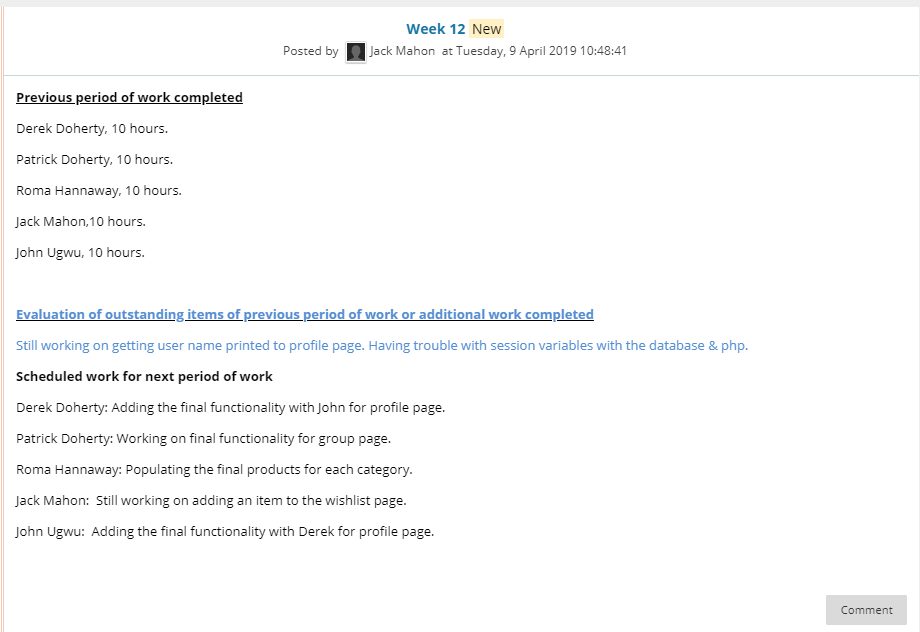 Week 12 New
Posted by Jack Mahon at Tuesday, 9 April 2019 10:48:41
Previous period of work completed
Derek Doherty, 10 hours.
Patrick Doherty, 10 hours.
Roma Hannaway, 10 hours.
Jack Mahon,10 hours.
John Ugwu, 10 hours.
Evaluation of outstanding items of previous period of work or additional work completed
Still working on getting user name printed to profile page. Having trouble with session variables with the database & php.
Scheduled work for next period of work
Derek Doherty: Adding the final functionality with John for profile page.
Patrick Doherty: Working on final functionality for group page.
Roma Hannaway: Populating the final products for each category.
Jack Mahon:  Still working on adding an item to the wishlist page.
John Ugwu:  Adding the final functionality with Derek for profile page.
Comment